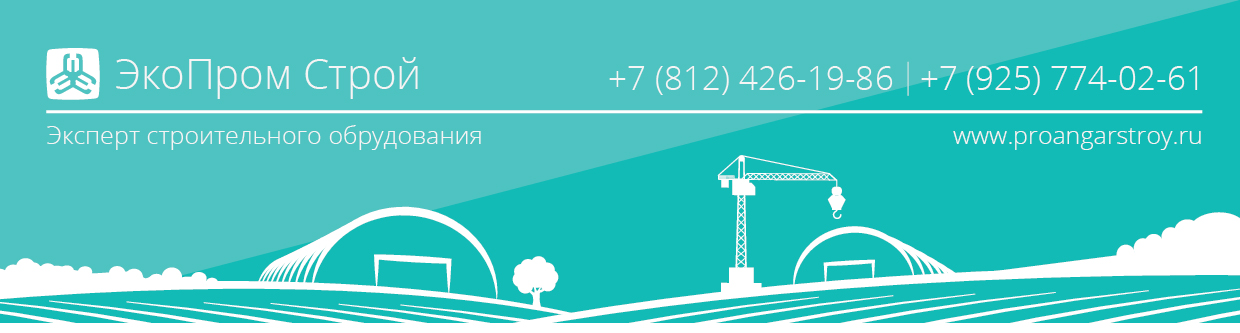 ЭкоПром Строй
+7 (812) 426-19-86 | +7 (925) 774-02-61
Эксперт строительного обрудования
www.proangarstroy.ru